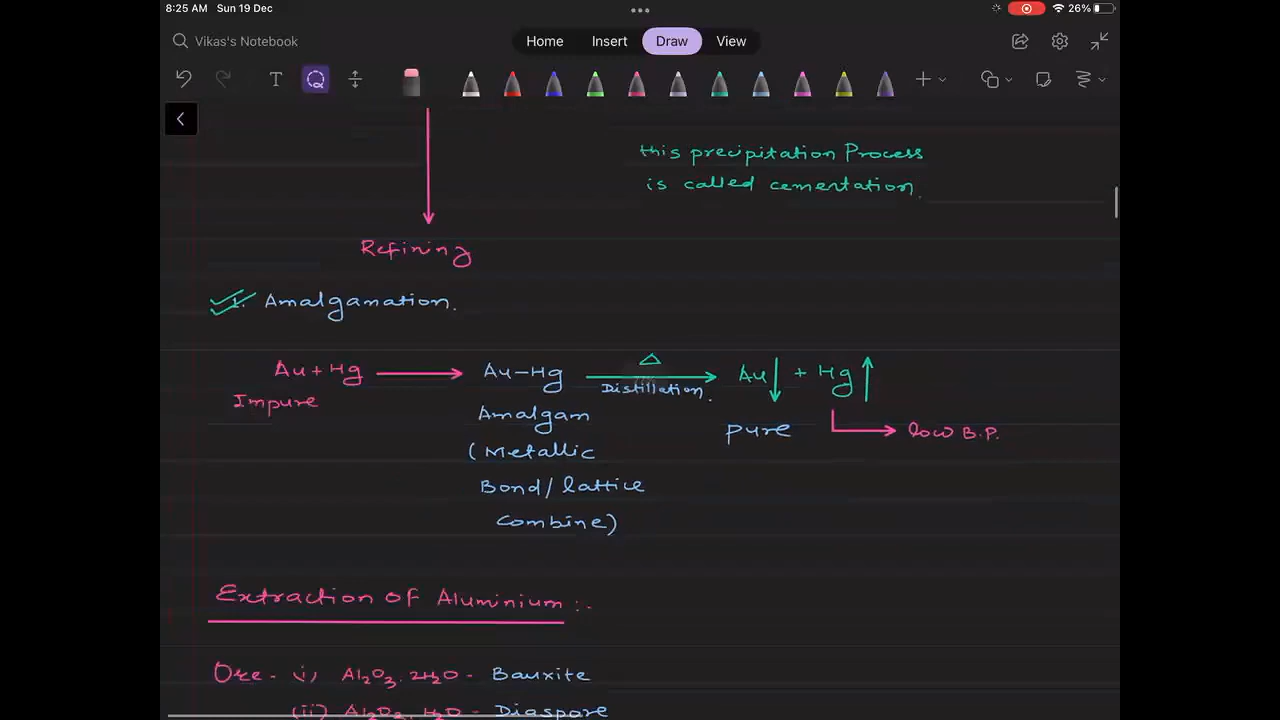 8:25 AM Sun 19 Dec
26%
Vikas's Notebook
Home Insert Draw View
this precipitation Process
is called cementation.
Refining
1. Amalganation.
Au + Hg → Au-Hg △ Distillation. → Au↓ + Hg↑
Impure
Amalgam
pure
low B.P.
(Metallic
Bond/lattice
combine)
Extraction of Aluminium :-
Ore - i) Al₂O₃.2H₂O - Bauxite
(ii) Al₂O₃.H₂O - Diaspore